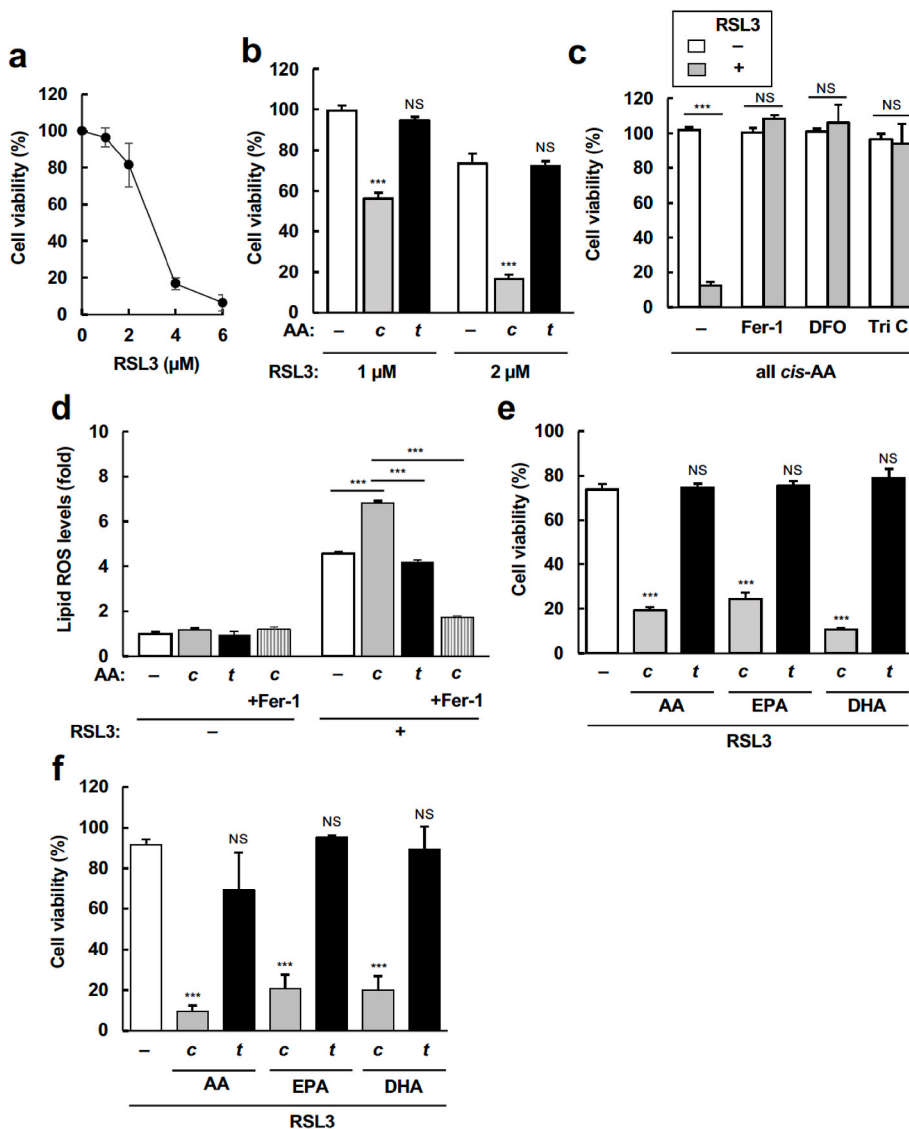 a
120
100
80
60
40
20
0
Cell viability (%)
0 2 4 6
RSL3 (µM)
b
120
100
80
60
40
20
0
Cell viability (%)
*** NS *** NS
AA: – c t – c t
RSL3: 1 µM 2 µM
RSL3
–
+
c
120
100
80
60
40
20
0
Cell viability (%)
*** NS NS NS
– Fer-1 DFO Tri C
all cis-AA
d
10
8
6
4
2
0
Lipid ROS levels (fold)
***
*** ***
AA: – c t c – c t c
+Fer-1 +Fer-1
RSL3: – +
e
100
80
60
40
20
0
Cell viability (%)
*** NS *** NS *** NS
– c t c t c t
AA EPA DHA
RSL3
f
120
100
80
60
40
20
0
Cell viability (%)
*** NS *** NS *** NS
– c t c t c t
AA EPA DHA
RSL3